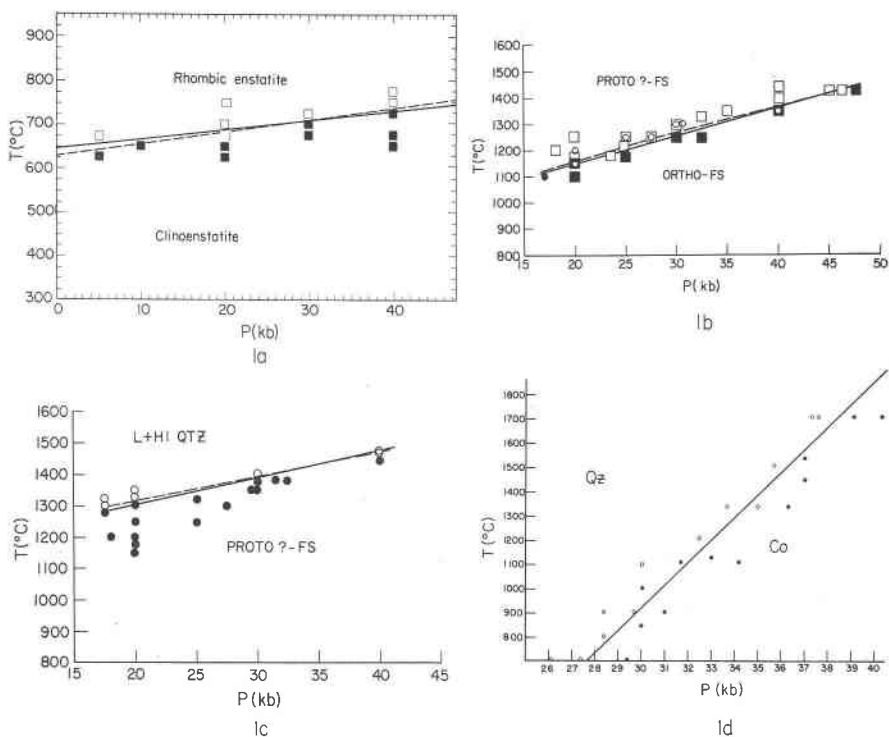 900
800
700
600
500
400
300
T(°C)
Rhombic enstatite
Clinoenstatite
0 10 20 30 40
P(kb)
1a
1600
1500
1400
1300
1200
1100
1000
900
800
T(°C)
PROTO ?-FS
ORTHO-FS
15 20 25 30 35 40 45 50
P(kb)
1b
1600
1500
1400
1300
1200
1100
1000
900
800
T(°C)
L+HI QTZ
PROTO ?-FS
15 20 25 30 35 40 45
P(kb)
1c
1800
1700
1600
1500
1400
1300
1200
1100
1000
900
800
T(°C)
Qz
Co
26 27 28 29 30 31 32 33 34 35 36 37 38 39 40
P(kb)
1d